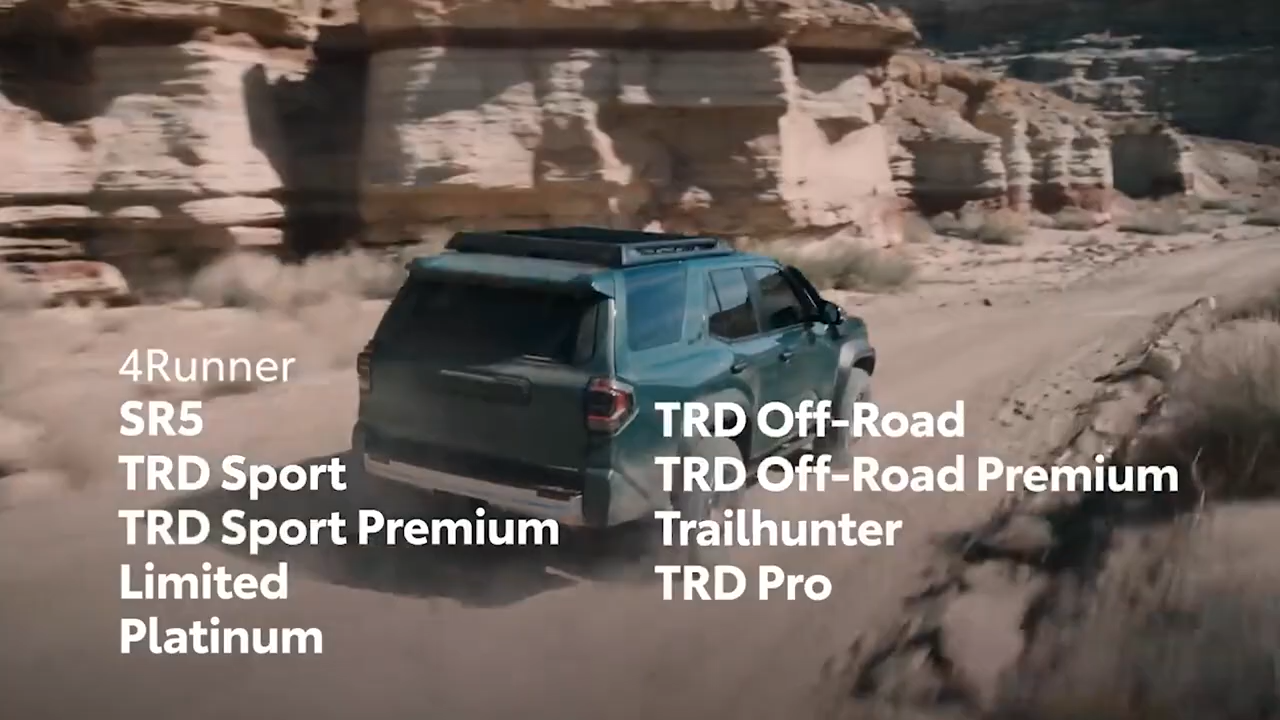 4Runner
SR5
TRD Sport
TRD Sport Premium
Limited
Platinum
TRD Off-Road
TRD Off-Road Premium
Trailhunter
TRD Pro